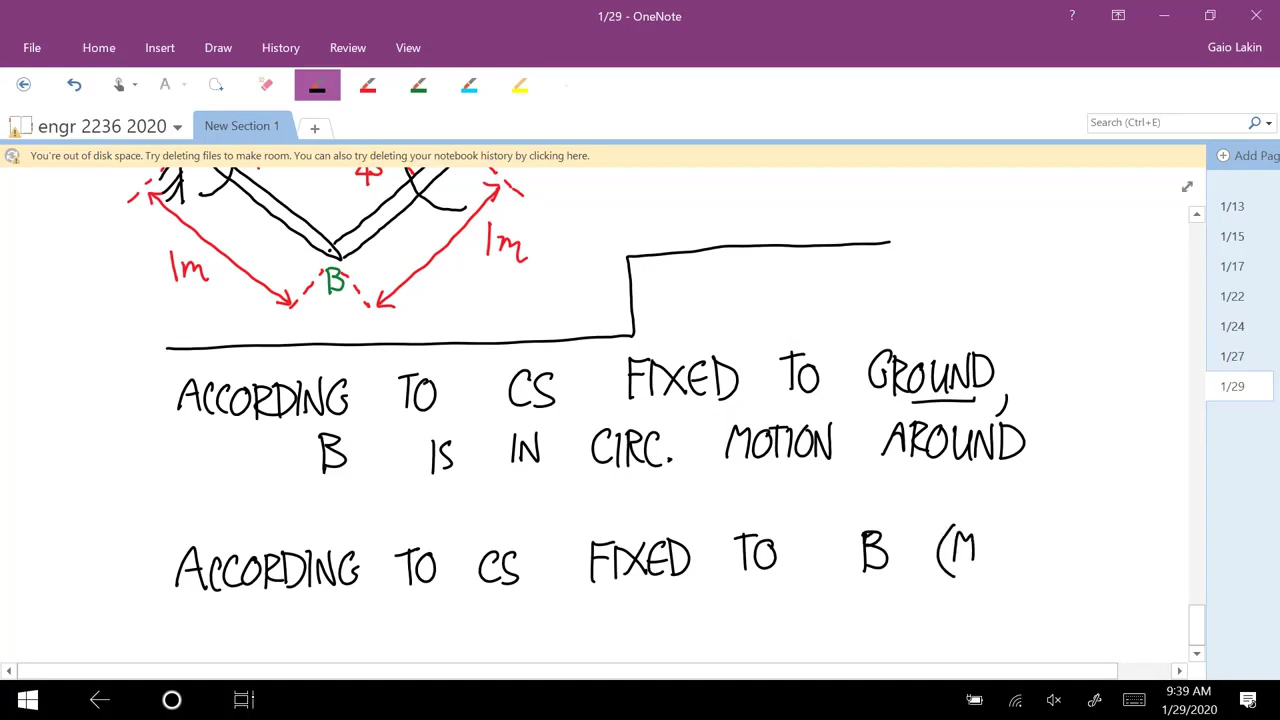 1/29 - OneNote
?
File Home Insert Draw History Review View
Gaio Lakin
A
engr 2236 2020
New Section 1
+
Search (Ctrl+E)
You're out of disk space. Try deleting files to make room. You can also try deleting your notebook history by clicking here.
Add Pag
1/13
1/15
1/17
1/22
1/24
1/27
1/29
1m
B
1m
ACCORDING TO CS FIXED TO GROUND,
B IS IN CIRC. MOTION AROUND
ACCORDING TO CS FIXED TO B (M
9:39 AM
1/29/2020